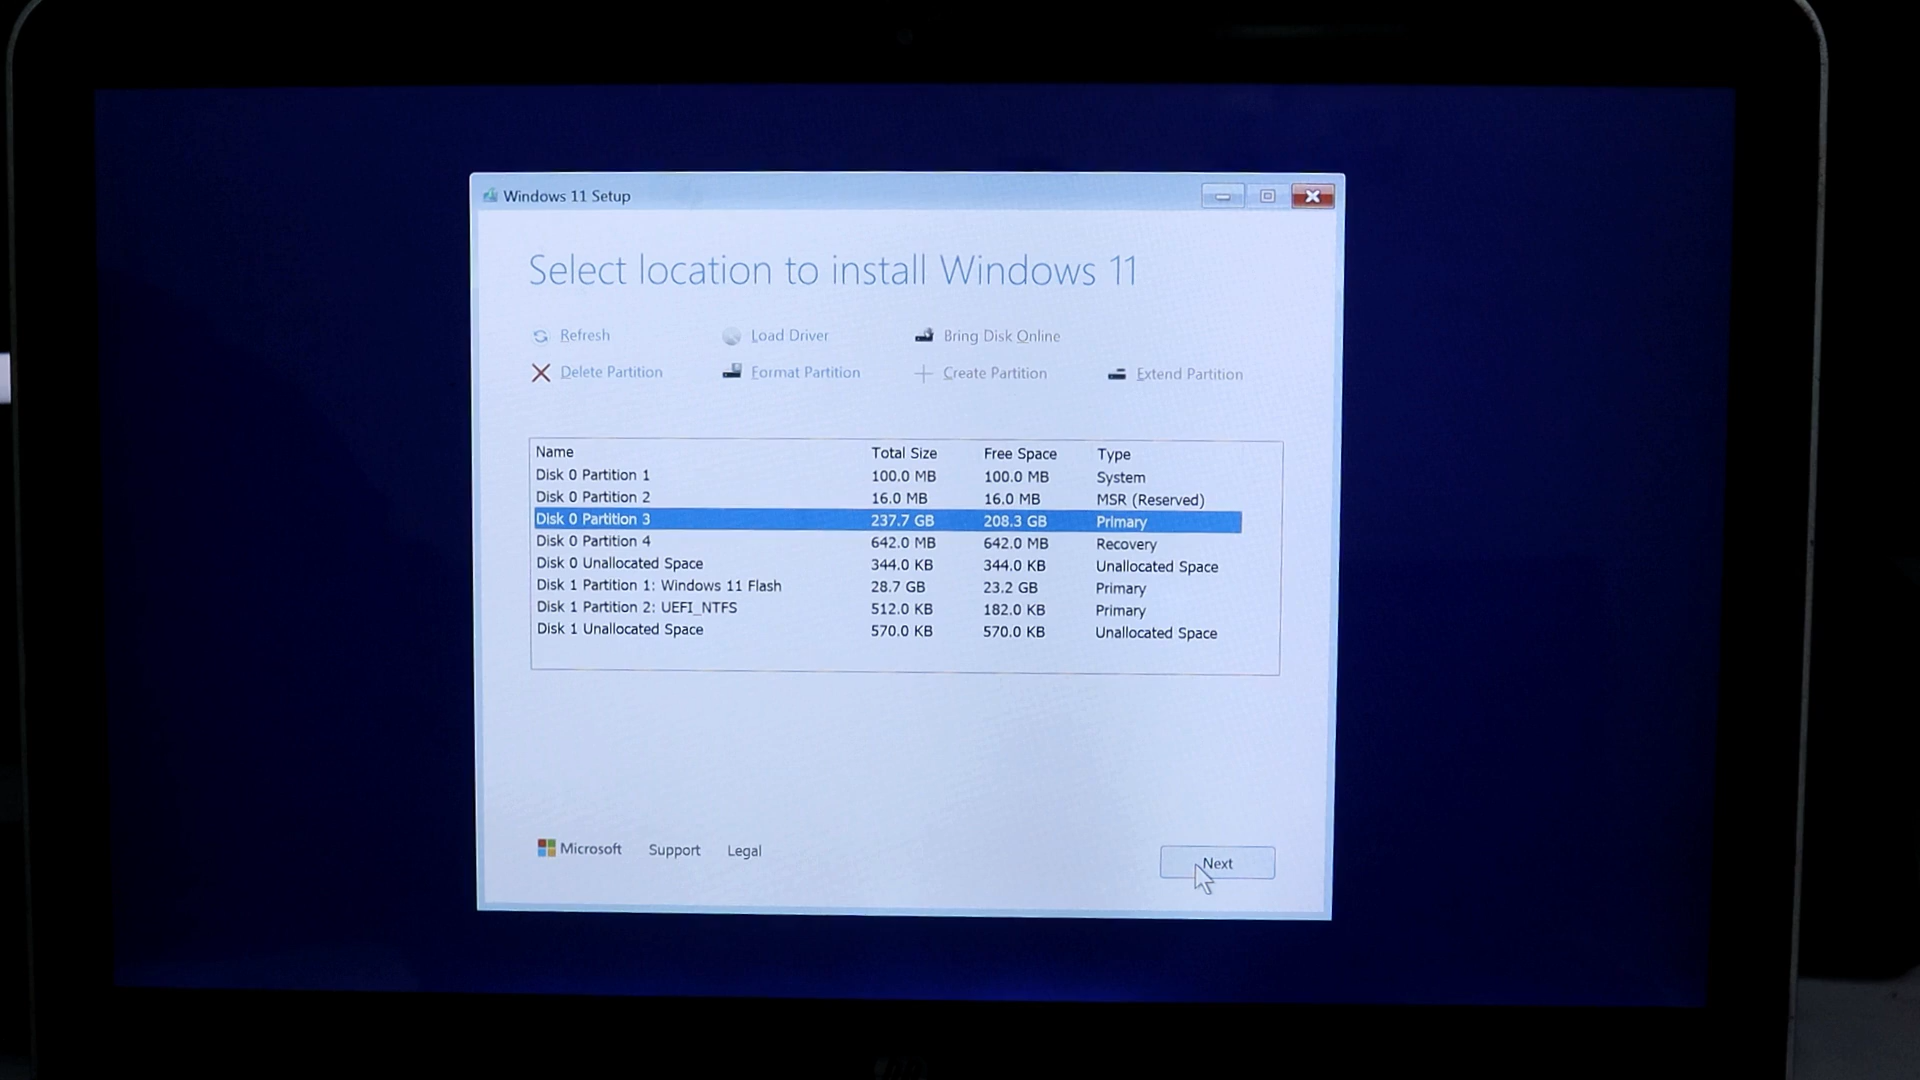 Windows 11 Setup
Select location to install Windows 11
Refresh Load Driver Bring Disk Online
Delete Partition Format Partition Create Partition Extend Partition
Name Total Size Free Space Type
Disk 0 Partition 1 100.0 MB 100.0 MB System
Disk 0 Partition 2 16.0 MB 16.0 MB MSR (Reserved)
Disk 0 Partition 3 237.7 GB 208.3 GB Primary
Disk 0 Partition 4 642.0 MB 642.0 MB Recovery
Disk 0 Unallocated Space 344.0 KB 344.0 KB Unallocated Space
Disk 1 Partition 1: Windows 11 Flash 28.7 GB 23.2 GB Primary
Disk 1 Partition 2: UEFI_NTFS 512.0 KB 182.0 KB Primary
Disk 1 Unallocated Space 570.0 KB 570.0 KB Unallocated Space
Microsoft Support Legal Next
hp